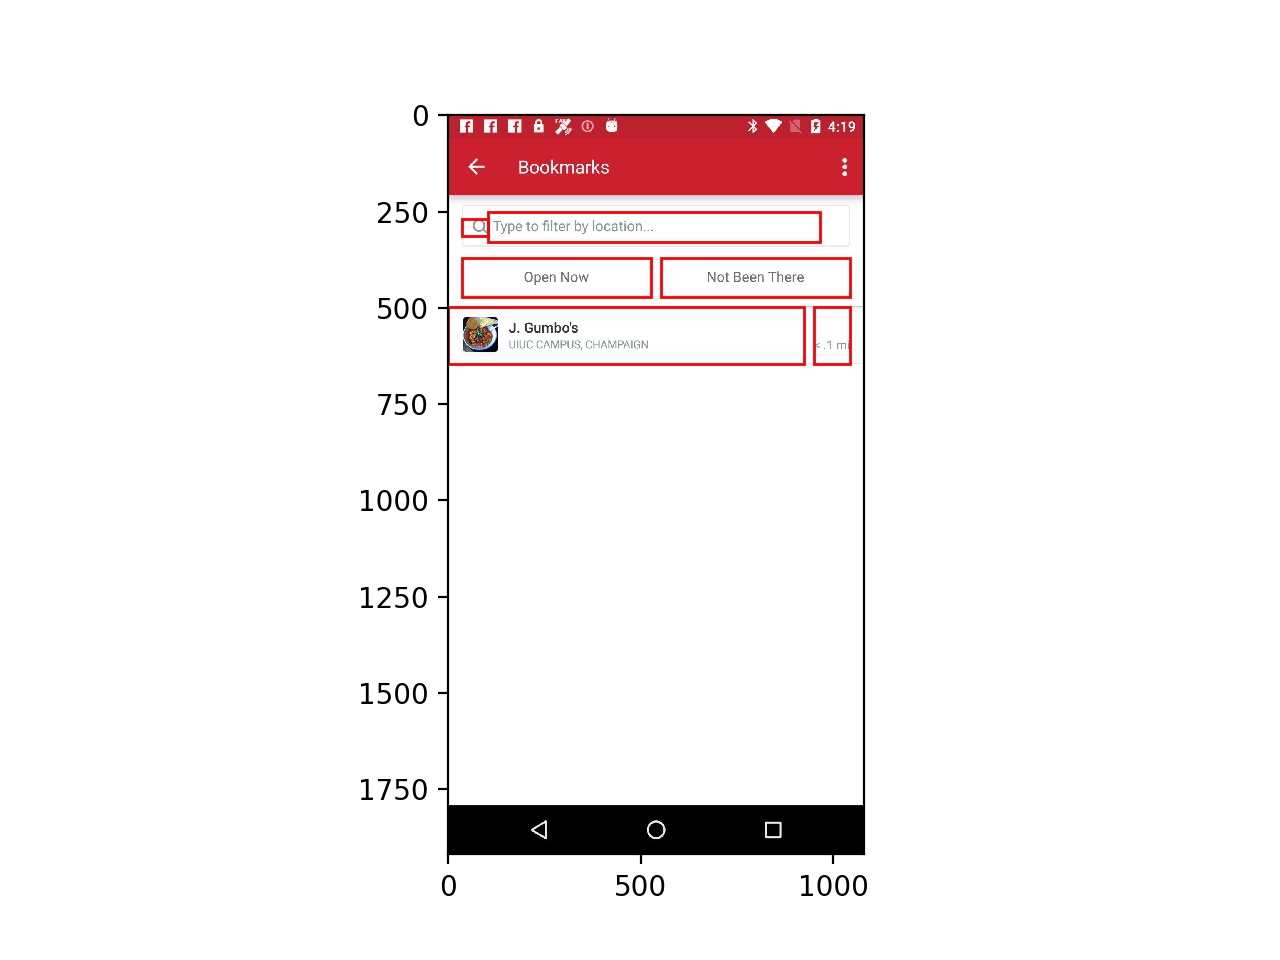 0
250
500
750
1000
1250
1500
1750
4:19
Bookmarks
Type to filter by location...
Open Now
Not Been There
J. Gumbo's
UIUC CAMPUS, CHAMPAIGN
< .1 mi
0
500
1000